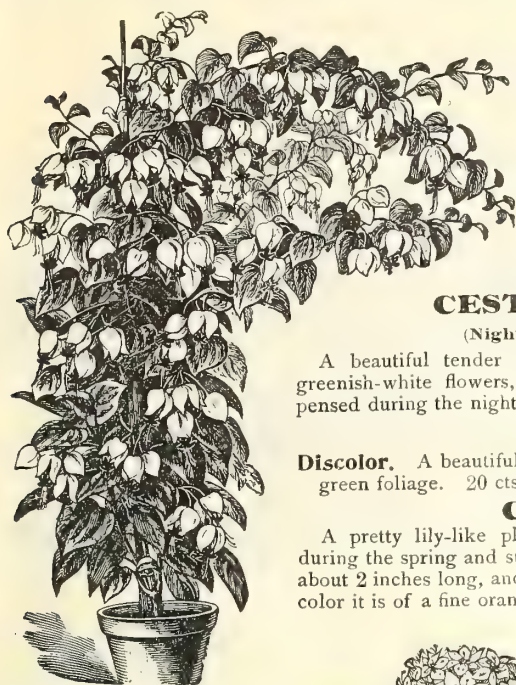 CEST
(Nigh
A beautiful tender
greenish-white flowers,
pensed during the night
Discolor. A beautiful
green foliage. 20 cts
C
A pretty lily-like pl
during the spring and su
about 2 inches long, and
color it is of a fine oran